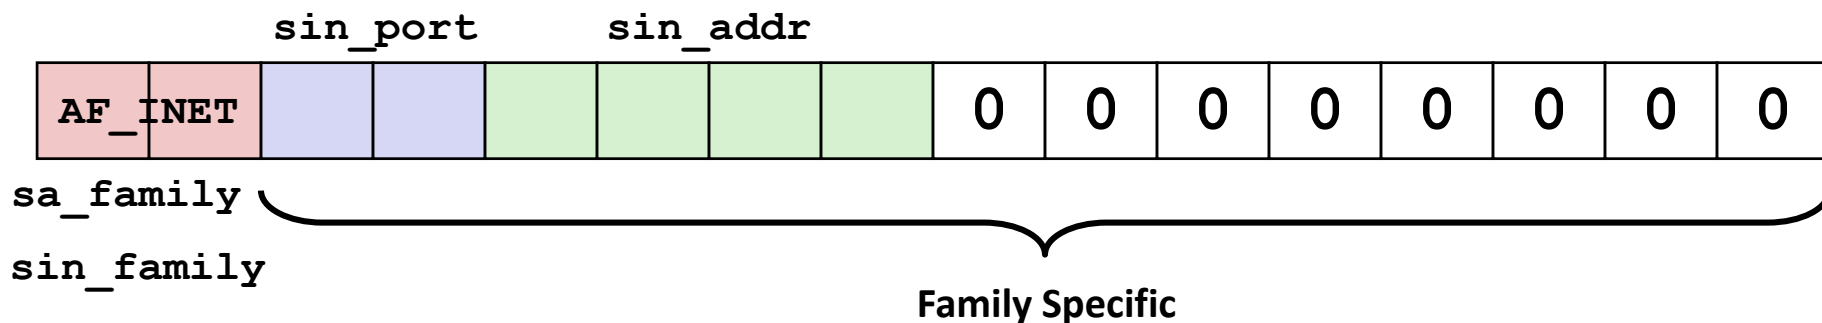 sin_port sin_addr
AF_INET 0 0 0 0 0 0 0 0
sa_family
sin_family
Family Specific